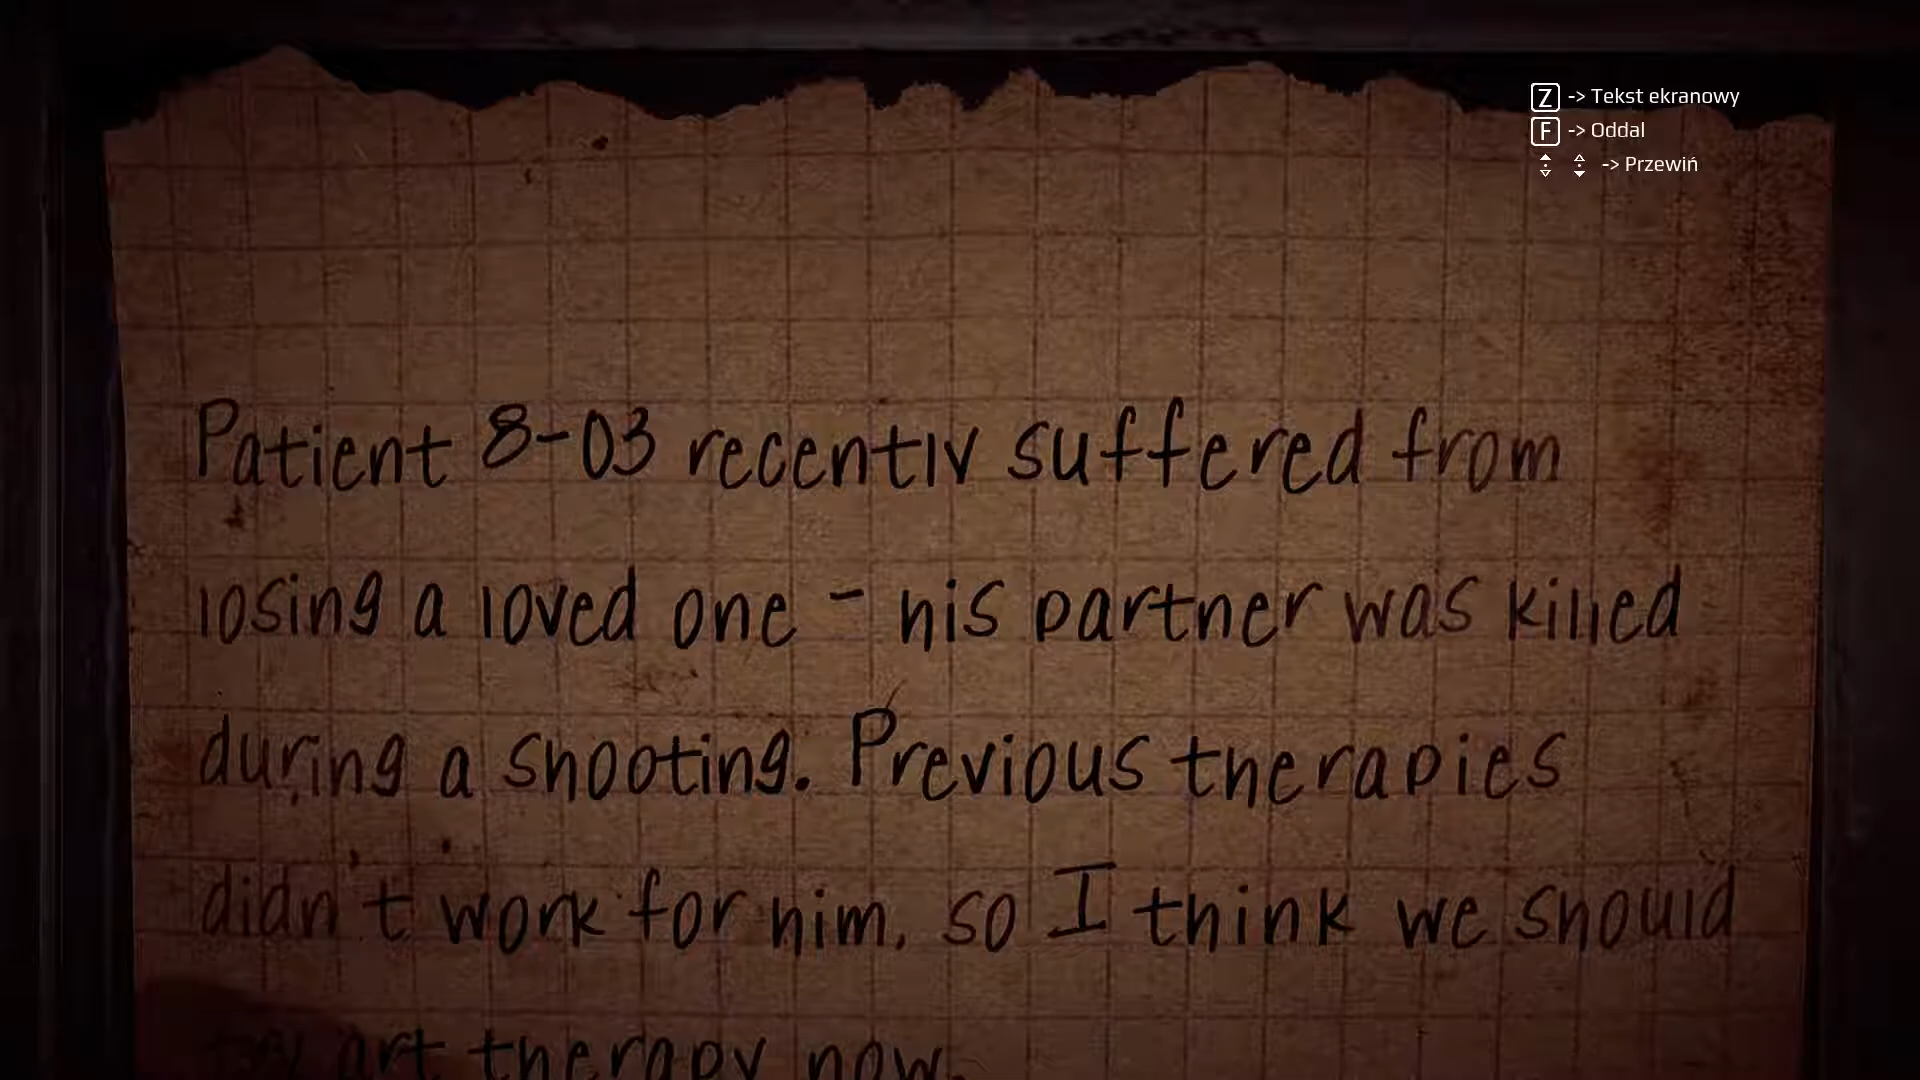 Z -> Tekst ekranowy
F -> Oddal
-> Przewiń
Patient 8-03 recently suffered from
losing a loved one - his partner was killed
during a shooting. Previous therapies
didn't work for him, so I think we should
try art therapy now.